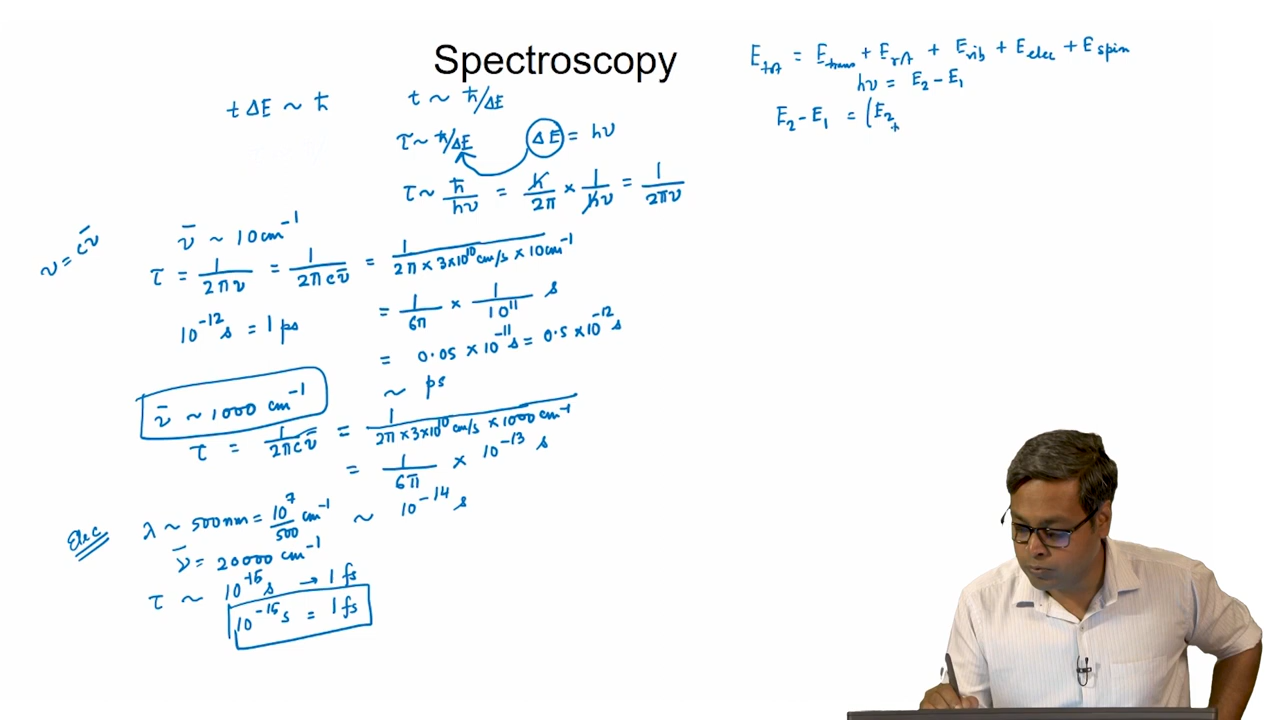 Spectroscopy
t ΔE ~ ħ
t ~ ħ/ΔE
τ ~ ħ/ΔE
ΔE = hν
τ ~ ħ/hν = h/2π × 1/hν = 1/2πν
ν = cν̄
ν̄ ~ 10 cm⁻¹
τ = 1/2πν = 1/2πcν̄ = 1/2π × 3×10¹⁰ cm/s × 10 cm⁻¹
= 1/6π × 1/10¹¹ s
10⁻¹² s = 1 ps
= 0.05 × 10⁻¹¹ s = 0.5 × 10⁻¹² s
~ ps
ν̄ ~ 1000 cm⁻¹
τ = 1/2πcν̄ = 1/2π×3×10¹⁰ cm/s × 1000 cm⁻¹
= 1/6π × 10⁻¹³ s
~ 10⁻¹⁴ s
Elec
λ ~ 500 nm = 10⁷/500 cm⁻¹
ν̄ = 20000 cm⁻¹
τ ~ 10⁻¹⁵ s → 1 fs
10⁻¹⁵ s = 1 fs
E_tot = E_trans + E_rot + E_vib + E_elec + E_spin
hν = E₂ - E₁
E₂ - E₁ = (E₂